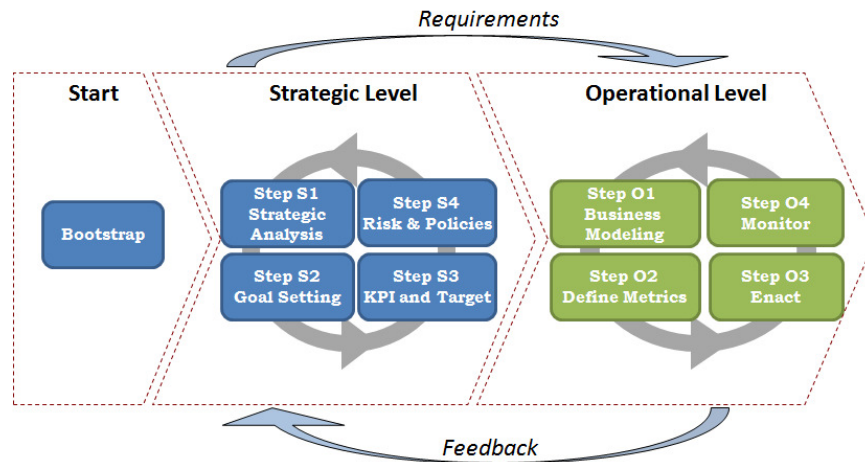 Requirements
Start
Strategic Level
Operational Level
Bootstrap
Step S1
Strategic
Analysis
Step S4
Risk & Policies
Step S2
Goal Setting
Step S3
KPI and Target
Step O1
Business
Modeling
Step O4
Monitor
Step O2
Define Metrics
Step O3
Enact
Feedback